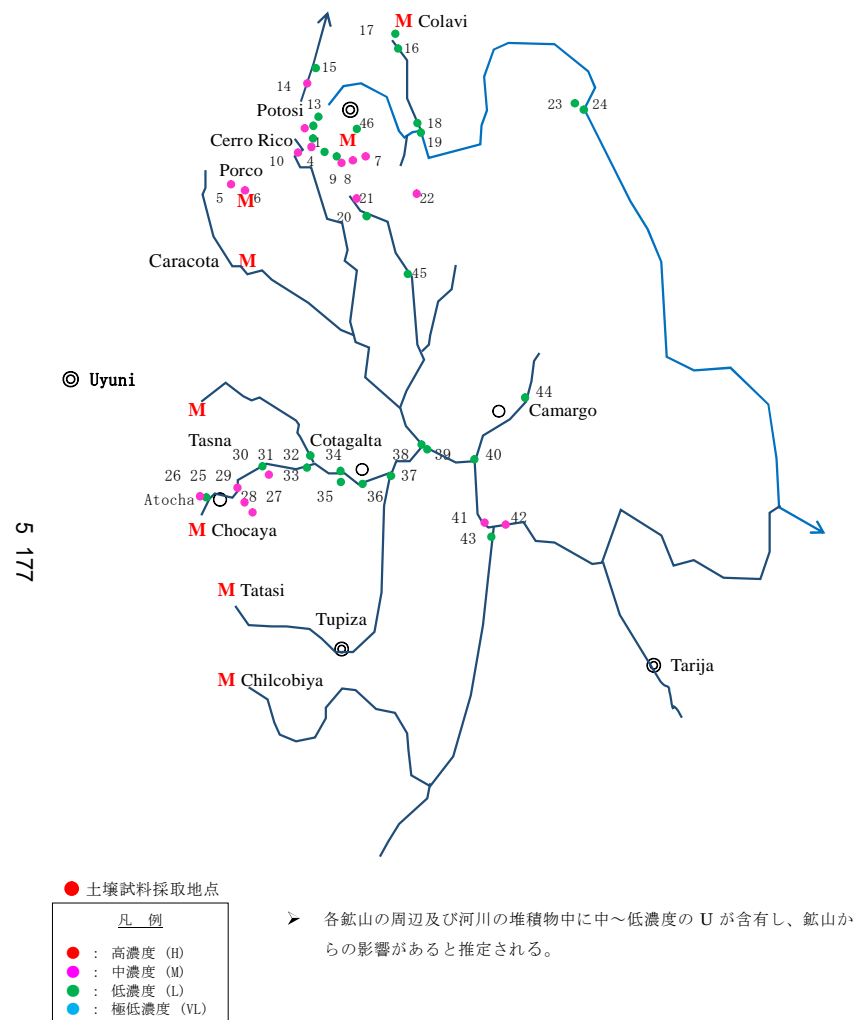 17 M Colavi
16
15
14
Potosi
13
46
23 24
18
19
Cerro Rico M
10 4 1 7
9 8
Porco
5 6
M
21 22
20
Caracota M
45
Uyuni
44
M
Camargo
Tasna
30 31 32 Cotagalta
34
38 39 40
26 25 29 33 37
Atocha 28 27 35 36
M Chocaya
41 42
43
5 177
M Tatasi
Tupiza
Tarija
M Chilcobiya
土壌試料採取地点
凡 例
： 高濃度 (H)
： 中濃度 (M)
： 低濃度 (L)
： 極低濃度 (VL)
➢ 各鉱山の周辺及び河川の堆積物中に中～低濃度の U が含有し、鉱山か
らの影響があると推定される。